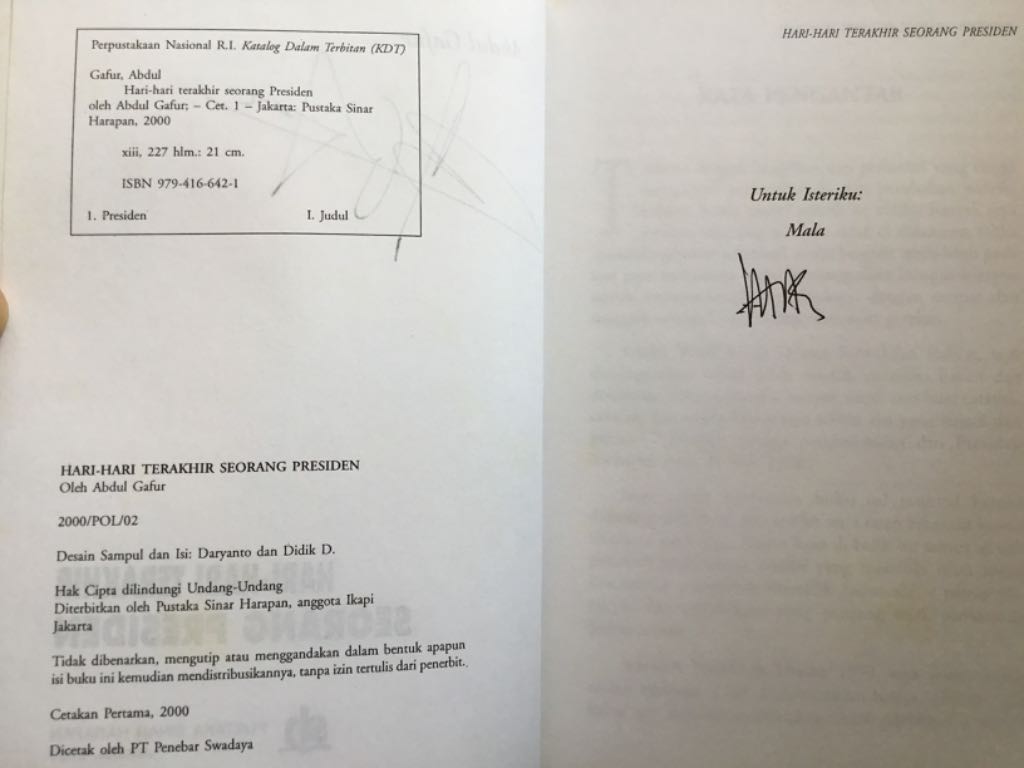 Perpustakaan Nasional R.I. Katalog Dalam Terbitan (KDT)
Gafur, Abdul
Hari-hari terakhir seorang Presiden
oleh Abdul Gafur; – Cet. 1 – Jakarta: Pustaka Sinar
Harapan, 2000
xiii, 227 hlm.: 21 cm.
ISBN 979-416-642-1
1. Presiden I. Judul
HARI-HARI TERAKHIR SEORANG PRESIDEN
Oleh Abdul Gafur
2000/POL/02
Desain Sampul dan Isi: Daryanto dan Didik D.
Hak Cipta dilindungi Undang-Undang
Diterbitkan oleh Pustaka Sinar Harapan, anggota Ikapi
Jakarta
Tidak dibenarkan, mengutip atau menggandakan dalam bentuk apapun
isi buku ini kemudian mendistribusikannya, tanpa izin tertulis dari penerbit.
Cetakan Pertama, 2000
Dicetak oleh PT Penebar Swadaya
HARI-HARI TERAKHIR SEORANG PRESIDEN
Untuk Isteriku:
Mala